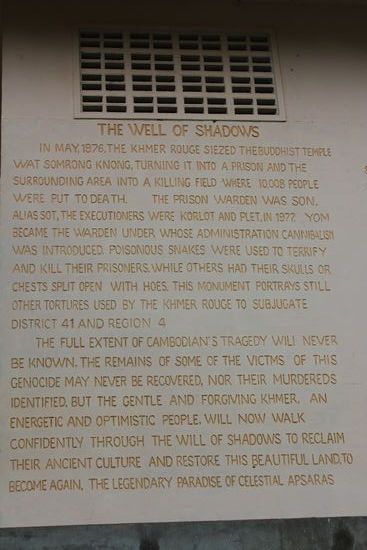 THE WELL OF SHADOWS
IN MAY, 1976, THE KHMER ROUGE SIEZED THE BUDDHIST TEMPLE
WAT SOMRONG KNONG, TURNING IT INTO A PRISON AND THE
SURROUNDING AREA INTO A KILLING FIELD WHERE 10,008 PEOPLE
WERE PUT TO DEATH. THE PRISON WARDEN WAS SON,
ALIAS SOT, THE EXECUTIONERS WERE KORLOT AND PLET, IN 1977 YOM
BECAME THE WARDEN UNDER WHOSE ADMINISTRATION CANNIBALISM
WAS INTRODUCED. POISONOUS SNAKES WERE USED TO TERRIFY
AND KILL THEIR PRISONERS, WHILE OTHERS HAD THEIR SKULLS OR
CHESTS SPLIT OPEN WITH HOES. THIS MONUMENT PORTRAYS STILL
OTHER TORTURES USED BY THE KHMER ROUGE TO SUBJUGATE
DISTRICT 41 AND REGION 4
THE FULL EXTENT OF CAMBODIAN'S TRAGEDY WILL NEVER
BE KNOWN. THE REMAINS OF SOME OF THE VICTMS OF THIS
GENOCIDE MAY NEVER BE RECOVERED, NOR THEIR MURDEREDS
IDENTIFIED. BUT THE GENTLE AND FORGIVING KHMER, AN
ENERGETIC AND OPTIMISTIC PEOPLE, WILL NOW WALK
CONFIDENTLY THROUGH THE WILL OF SHADOWS TO RECLAIM
THEIR ANCIENT CULTURE AND RESTORE THIS BEAUTIFUL LAND, TO
BECOME AGAIN, THE LEGENDARY PARADISE OF CELESTIAL APSARAS